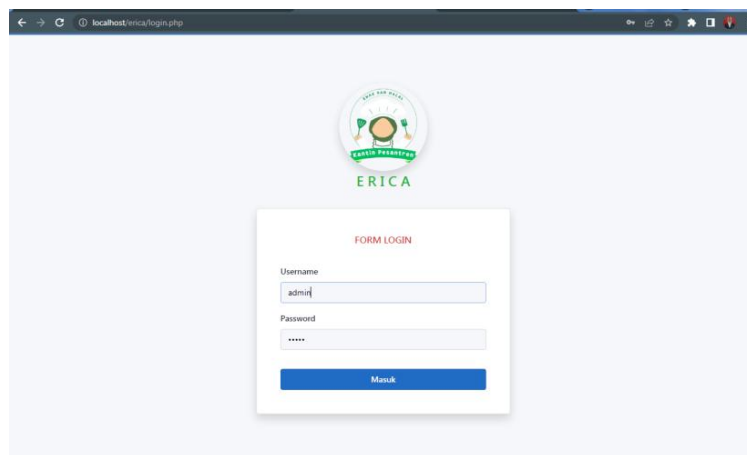 localhost/erica/login.php
Kantin Pesantren
ERICA
FORM LOGIN
Username
admin
Password
•••••
Masuk